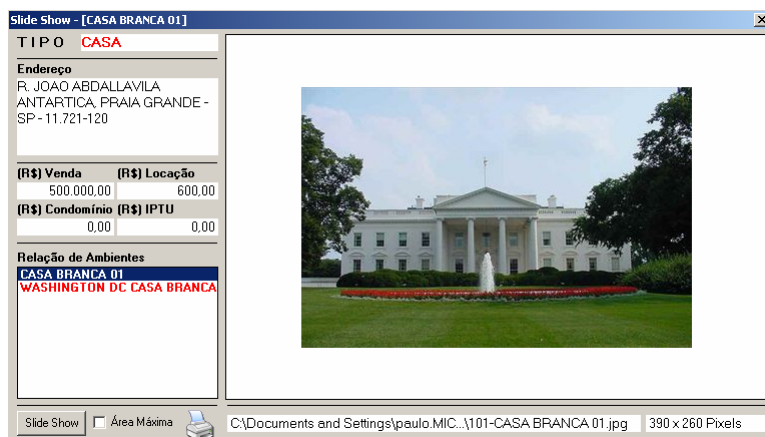 Slide Show - [CASA BRANCA 01]
TIPO CASA
Endereço
R. JOAO ABDALLAVILA
ANTARTICA, PRAIA GRANDE -
SP - 11.721-120
(R$) Venda (R$) Locação
500.000,00 600,00
(R$) Condomínio (R$) IPTU
0,00 0,00
Relação de Ambientes
CASA BRANCA 01
WASHINGTON DC CASA BRANCA
Slide Show Área Máxima C:\Documents and Settings\paulo.MIC...\101-CASA BRANCA 01.jpg 390 x 260 Pixels